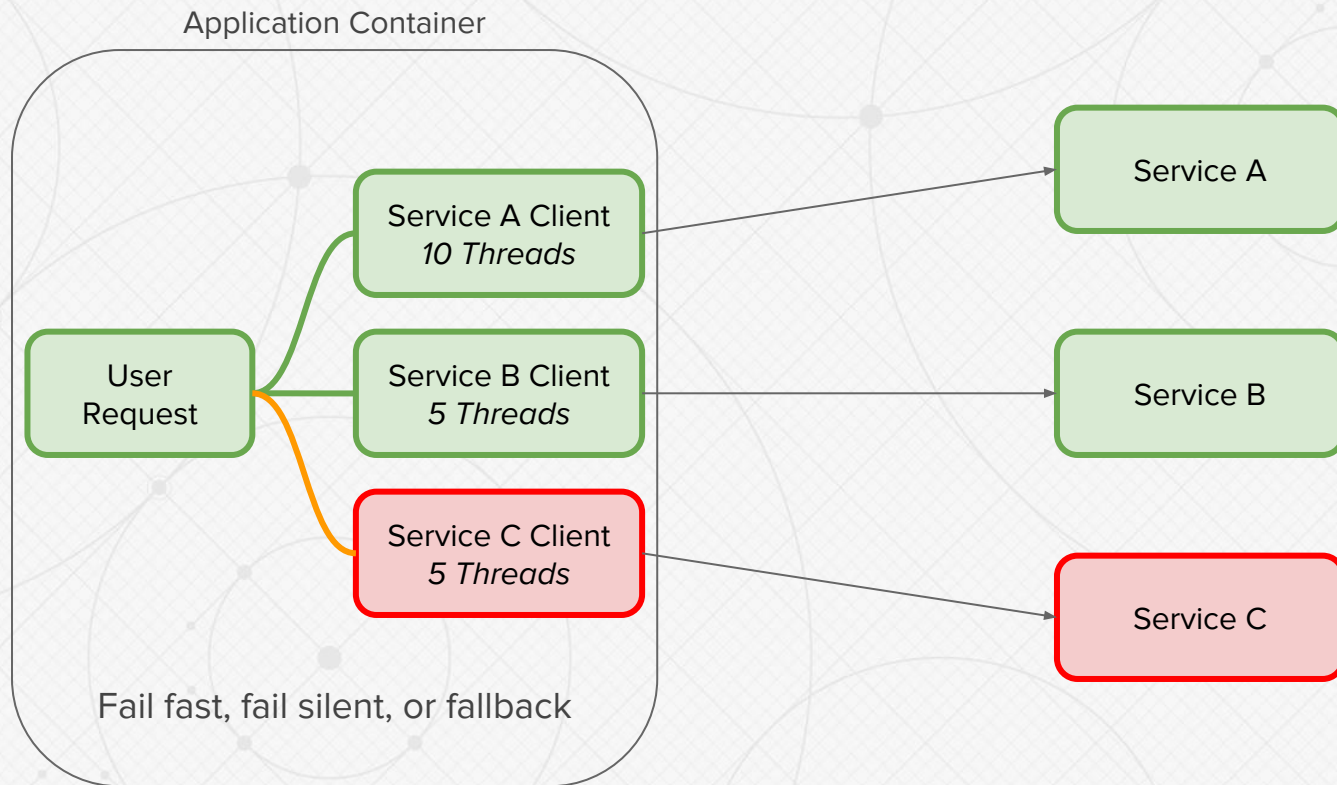 Application Container
Service A Client
10 Threads
Service A
User
Request
Service B Client
5 Threads
Service B
Service C Client
5 Threads
Service C
Fail fast, fail silent, or fallback